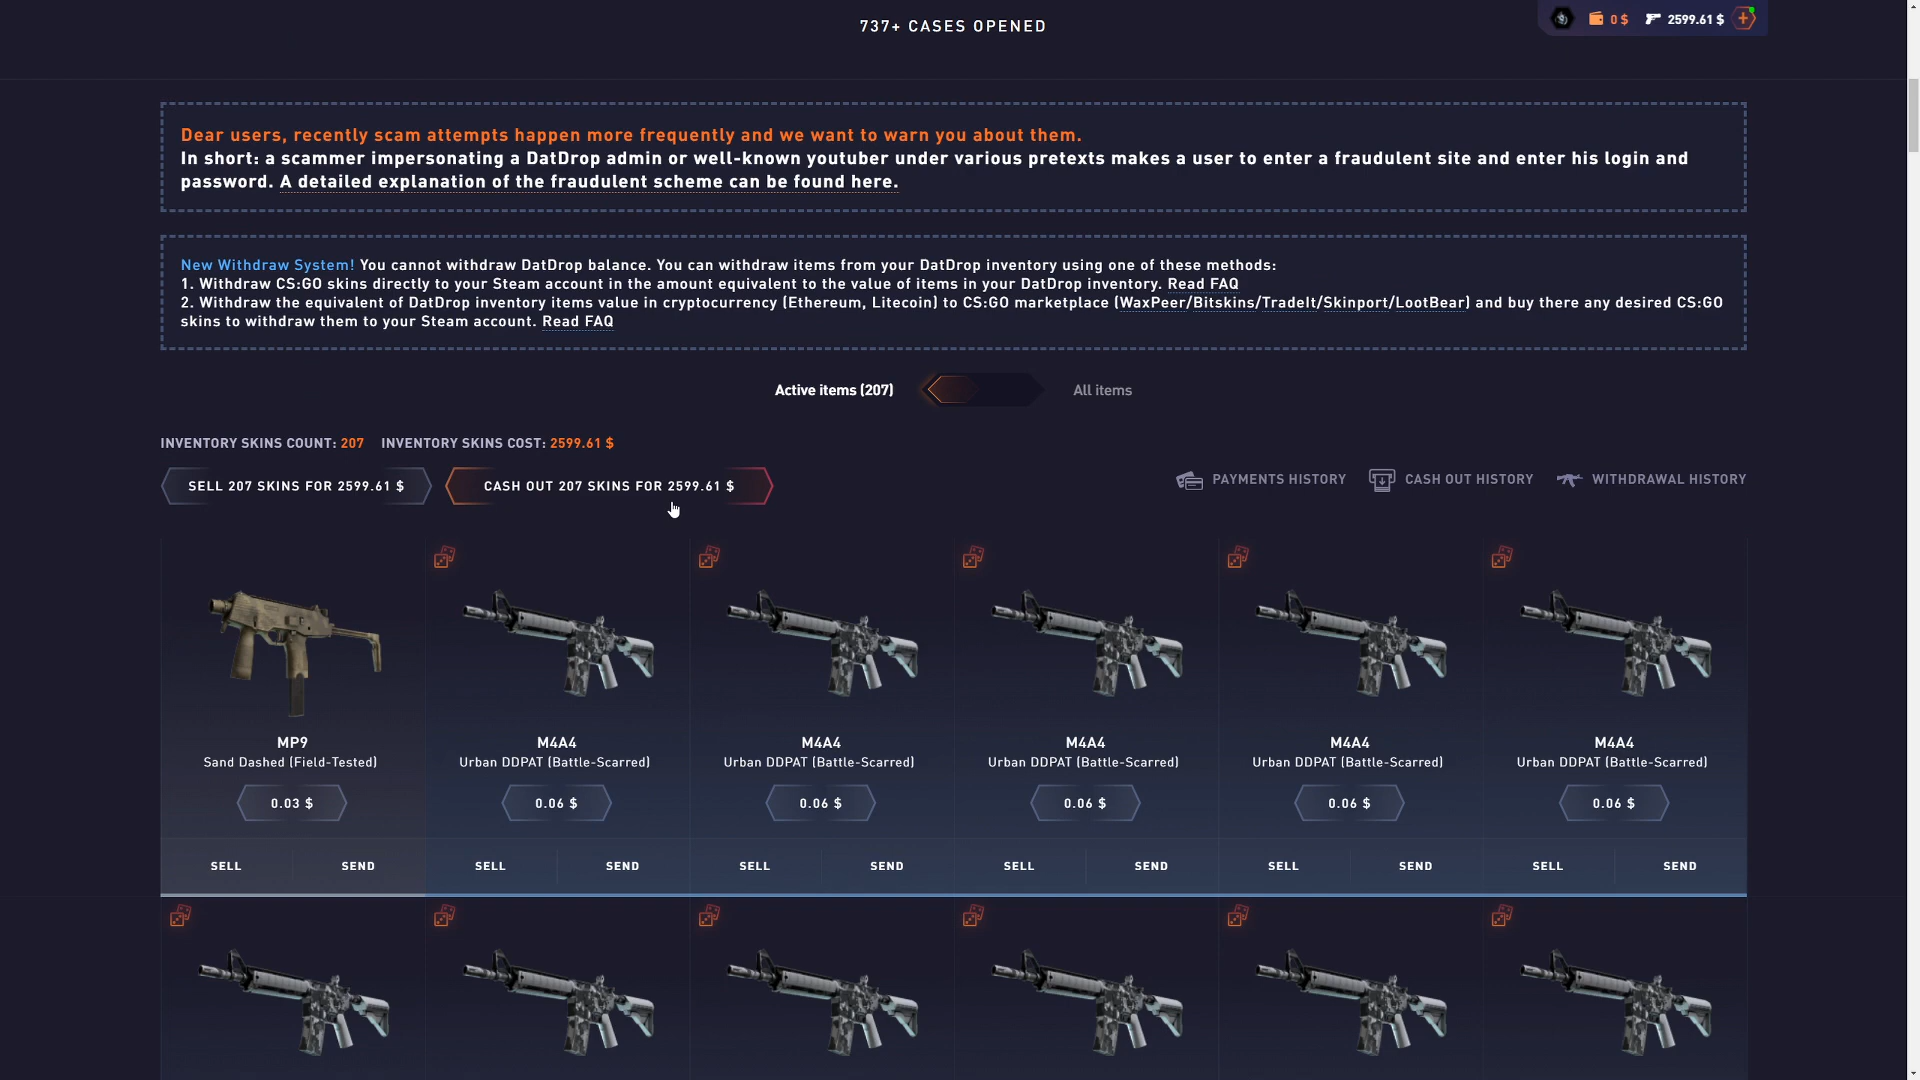 737+ CASES OPENED
0 $
2599.61 $
Dear users, recently scam attempts happen more frequently and we want to warn you about them.
In short: a scammer impersonating a DatDrop admin or well-known youtuber under various pretexts makes a user to enter a fraudulent site and enter his login and
password. A detailed explanation of the fraudulent scheme can be found here.
New Withdraw System! You cannot withdraw DatDrop balance. You can withdraw items from your DatDrop inventory using one of these methods:
1. Withdraw CS:GO skins directly to your Steam account in the amount equivalent to the value of items in your DatDrop inventory. Read FAQ
2. Withdraw the equivalent of DatDrop inventory items value in cryptocurrency (Ethereum, Litecoin) to CS:GO marketplace (WaxPeer/Bitskins/TradeIt/Skinport/LootBear) and buy there any desired CS:GO
skins to withdraw them to your Steam account. Read FAQ
Active items (207) All items
INVENTORY SKINS COUNT: 207 INVENTORY SKINS COST: 2599.61 $
SELL 207 SKINS FOR 2599.61 $ CASH OUT 207 SKINS FOR 2599.61 $ PAYMENTS HISTORY CASH OUT HISTORY WITHDRAWAL HISTORY
MP9 M4A4 M4A4 M4A4 M4A4 M4A4
Sand Dashed (Field-Tested) Urban DDPAT (Battle-Scarred) Urban DDPAT (Battle-Scarred) Urban DDPAT (Battle-Scarred) Urban DDPAT (Battle-Scarred) Urban DDPAT (Battle-Scarred)
0.03 $ 0.06 $ 0.06 $ 0.06 $ 0.06 $ 0.06 $
SELL SEND SELL SEND SELL SEND SELL SEND SELL SEND SELL SEND